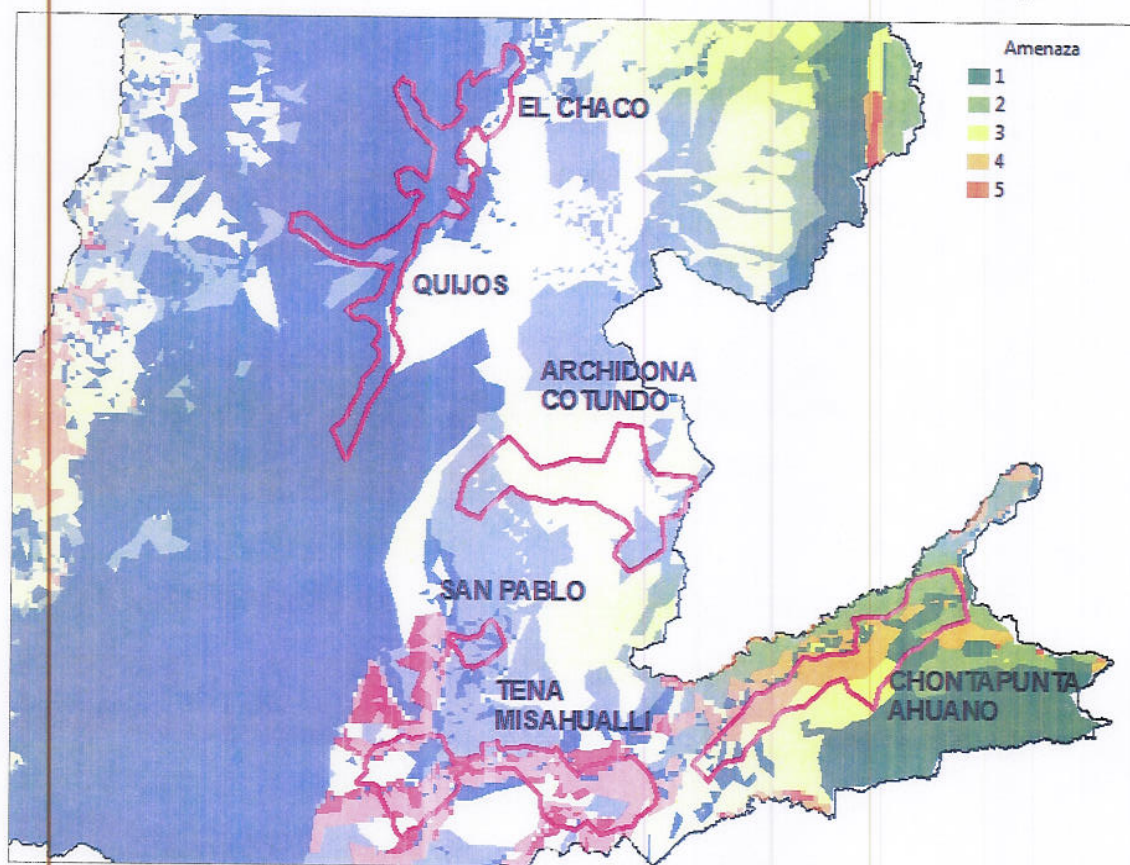 Amenaza
1
2
3
4
5
EL CHACO
QUIJOS
ARCHIDONA
COTUNDO
SAN PABLO
TENA
MISAHUALLI
CHONTAPUNTA
AHUANO